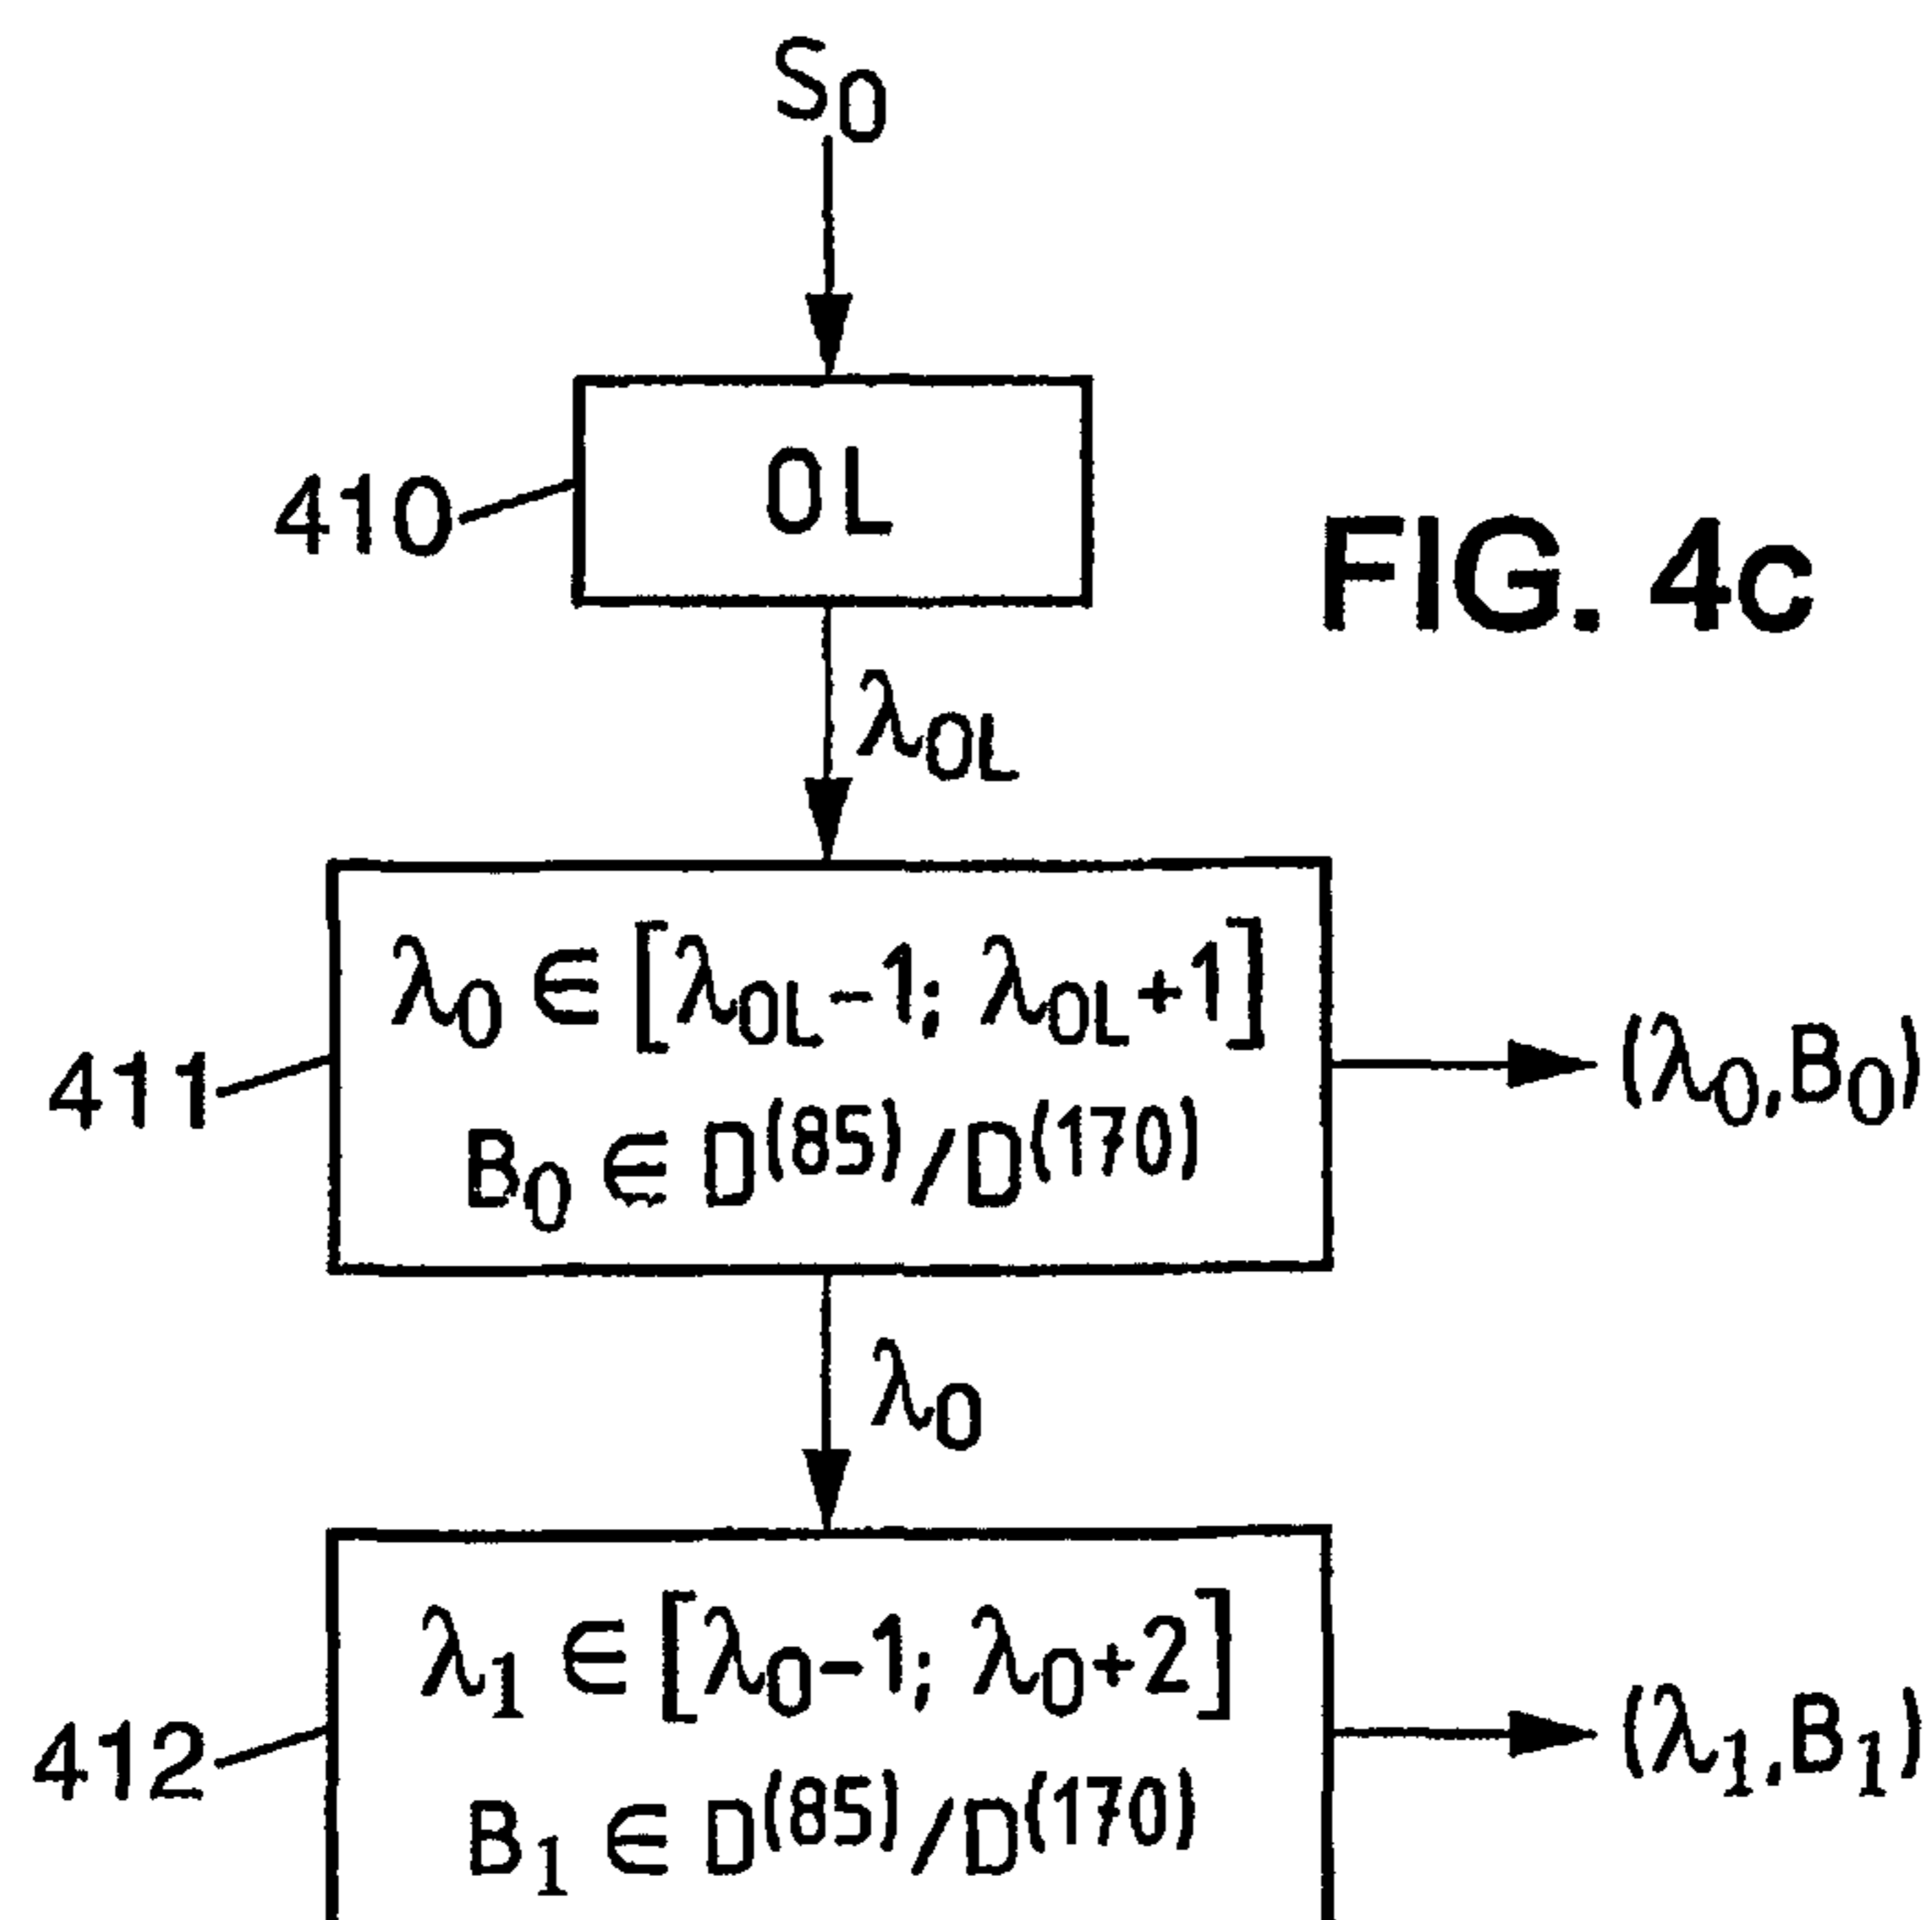 S₀
OL
410
FIG. 4c
λOL
λ₀ ∈ [λOL-1; λOL+1]
411
(λ₀,B₀)
B₀ ∈ D⁽⁸⁵⁾/D⁽¹⁷⁰⁾
λ₀
λ₁ ∈ [λ₀-1; λ₀+2]
412
(λ₁,B₁)
B₁ ∈ D⁽⁸⁵⁾/D⁽¹⁷⁰⁾